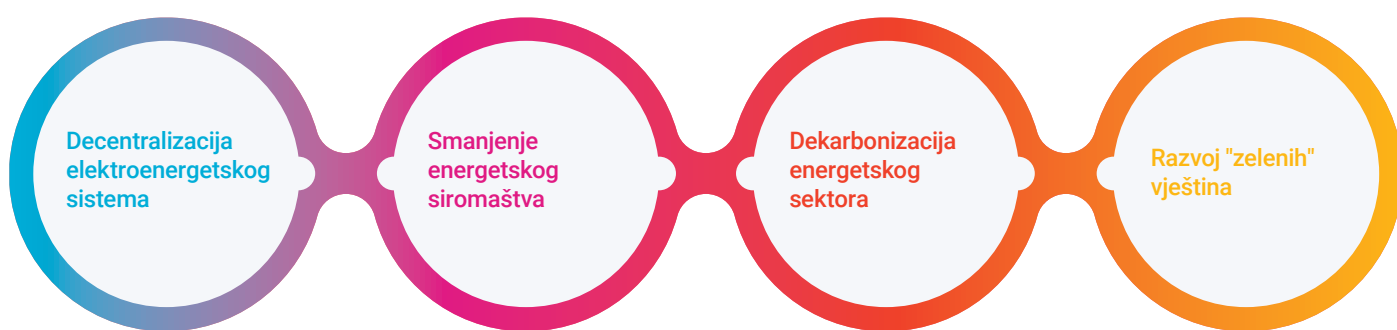 Decentralizacija
elektroenergetskog
sistema
Smanjenje
energetskog
siromaštva
Dekarbonizacija
energetskog
sektora
Razvoj "zelenih"
vještina